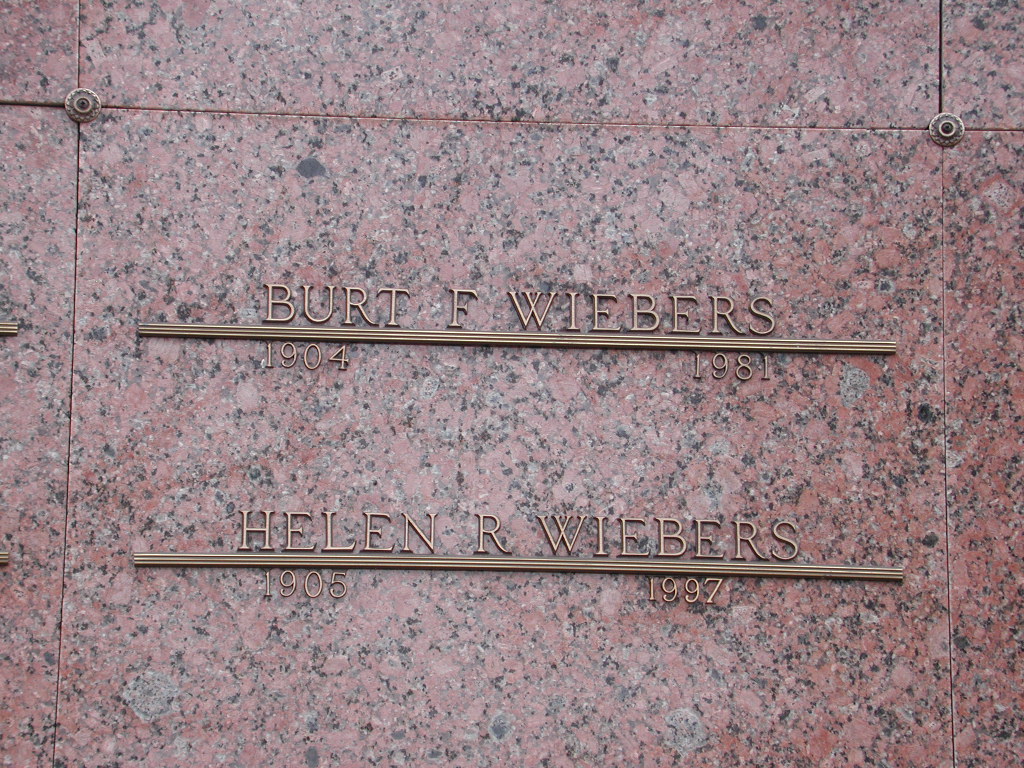 BURT F WIEBERS
1904 1981
HELEN R WIEBERS
1905 1997